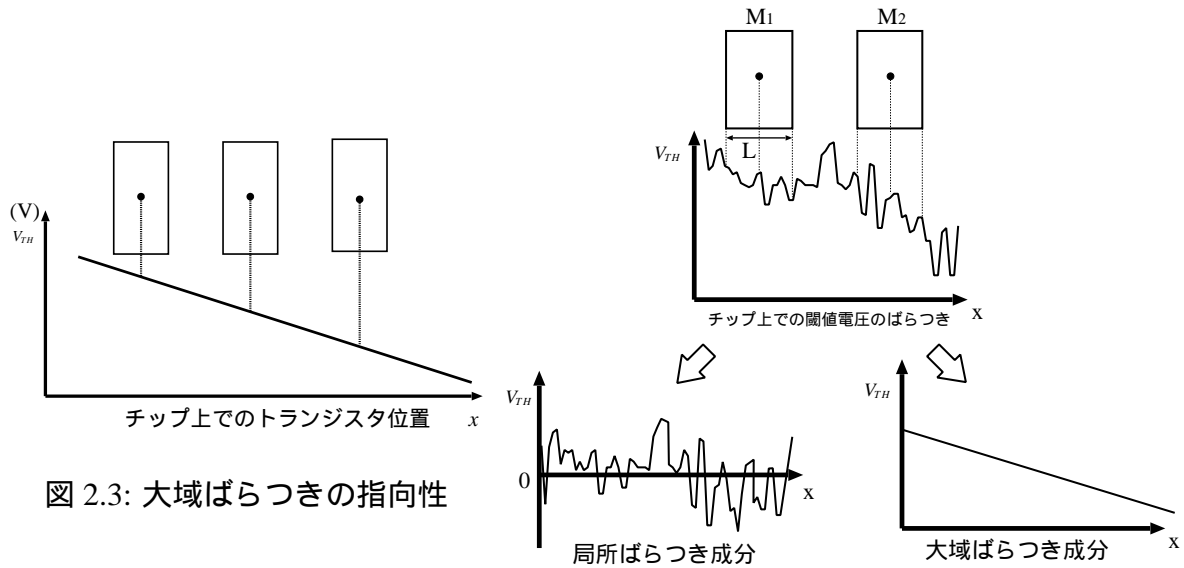 (V)
VTH
チップ上でのトランジスタ位置
x
図 2.3: 大域ばらつきの指向性
M1
M2
L
VTH
x
チップ上での閾値電圧のばらつき
VTH
0
x
局所ばらつき成分
VTH
x
大域ばらつき成分